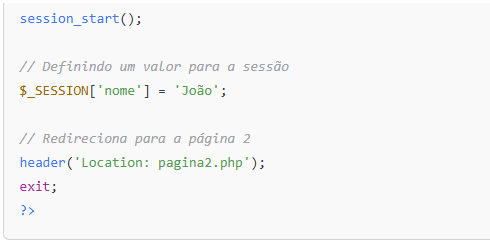 session_start();
// Definindo um valor para a sessão
$_SESSION['nome'] = 'João';
// Redireciona para a página 2
header('Location: pagina2.php');
exit;
?>